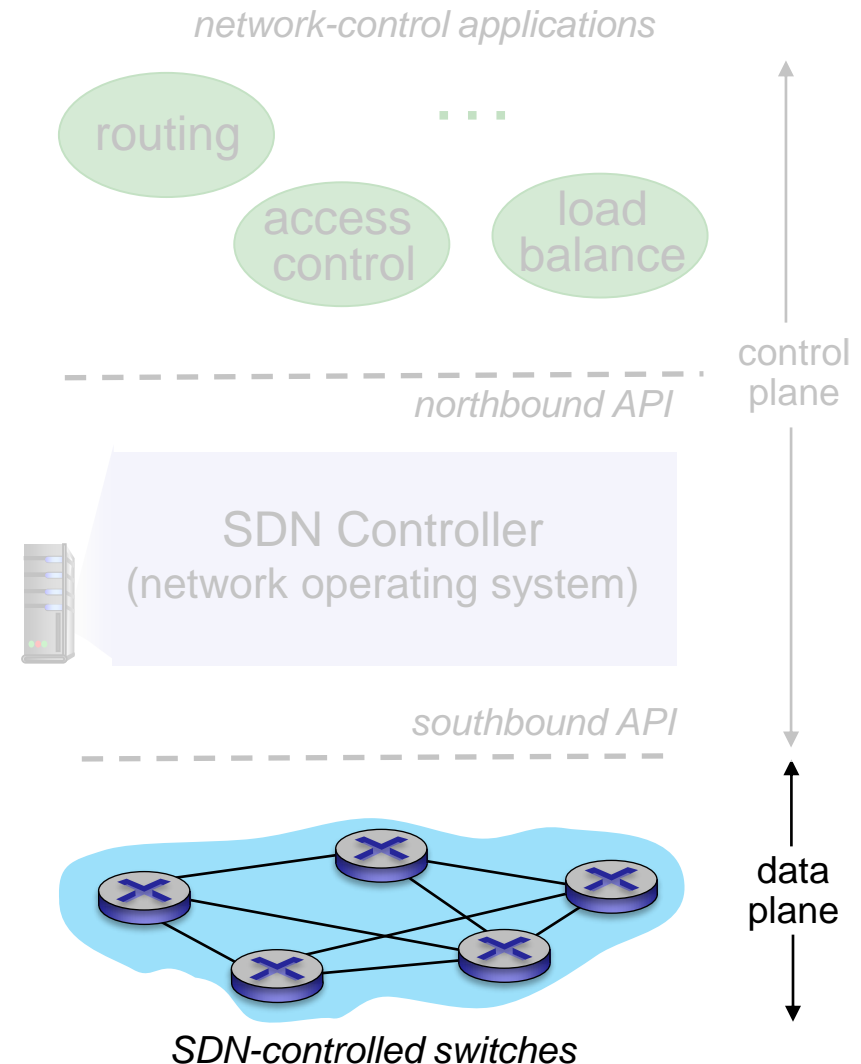 network-control applications
routing
. . .
access
control
load
balance
control
plane
northbound API
SDN Controller
(network operating system)
southbound API
data
plane
SDN-controlled switches